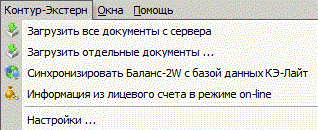 Контур-Экстерн Окна Помощь
Загрузить все документы с сервера
Загрузить отдельные документы ...
Синхронизировать Баланс-2W с базой данных КЭ-Лайт
Информация из лицевого счета в режиме on-line
Настройки ...